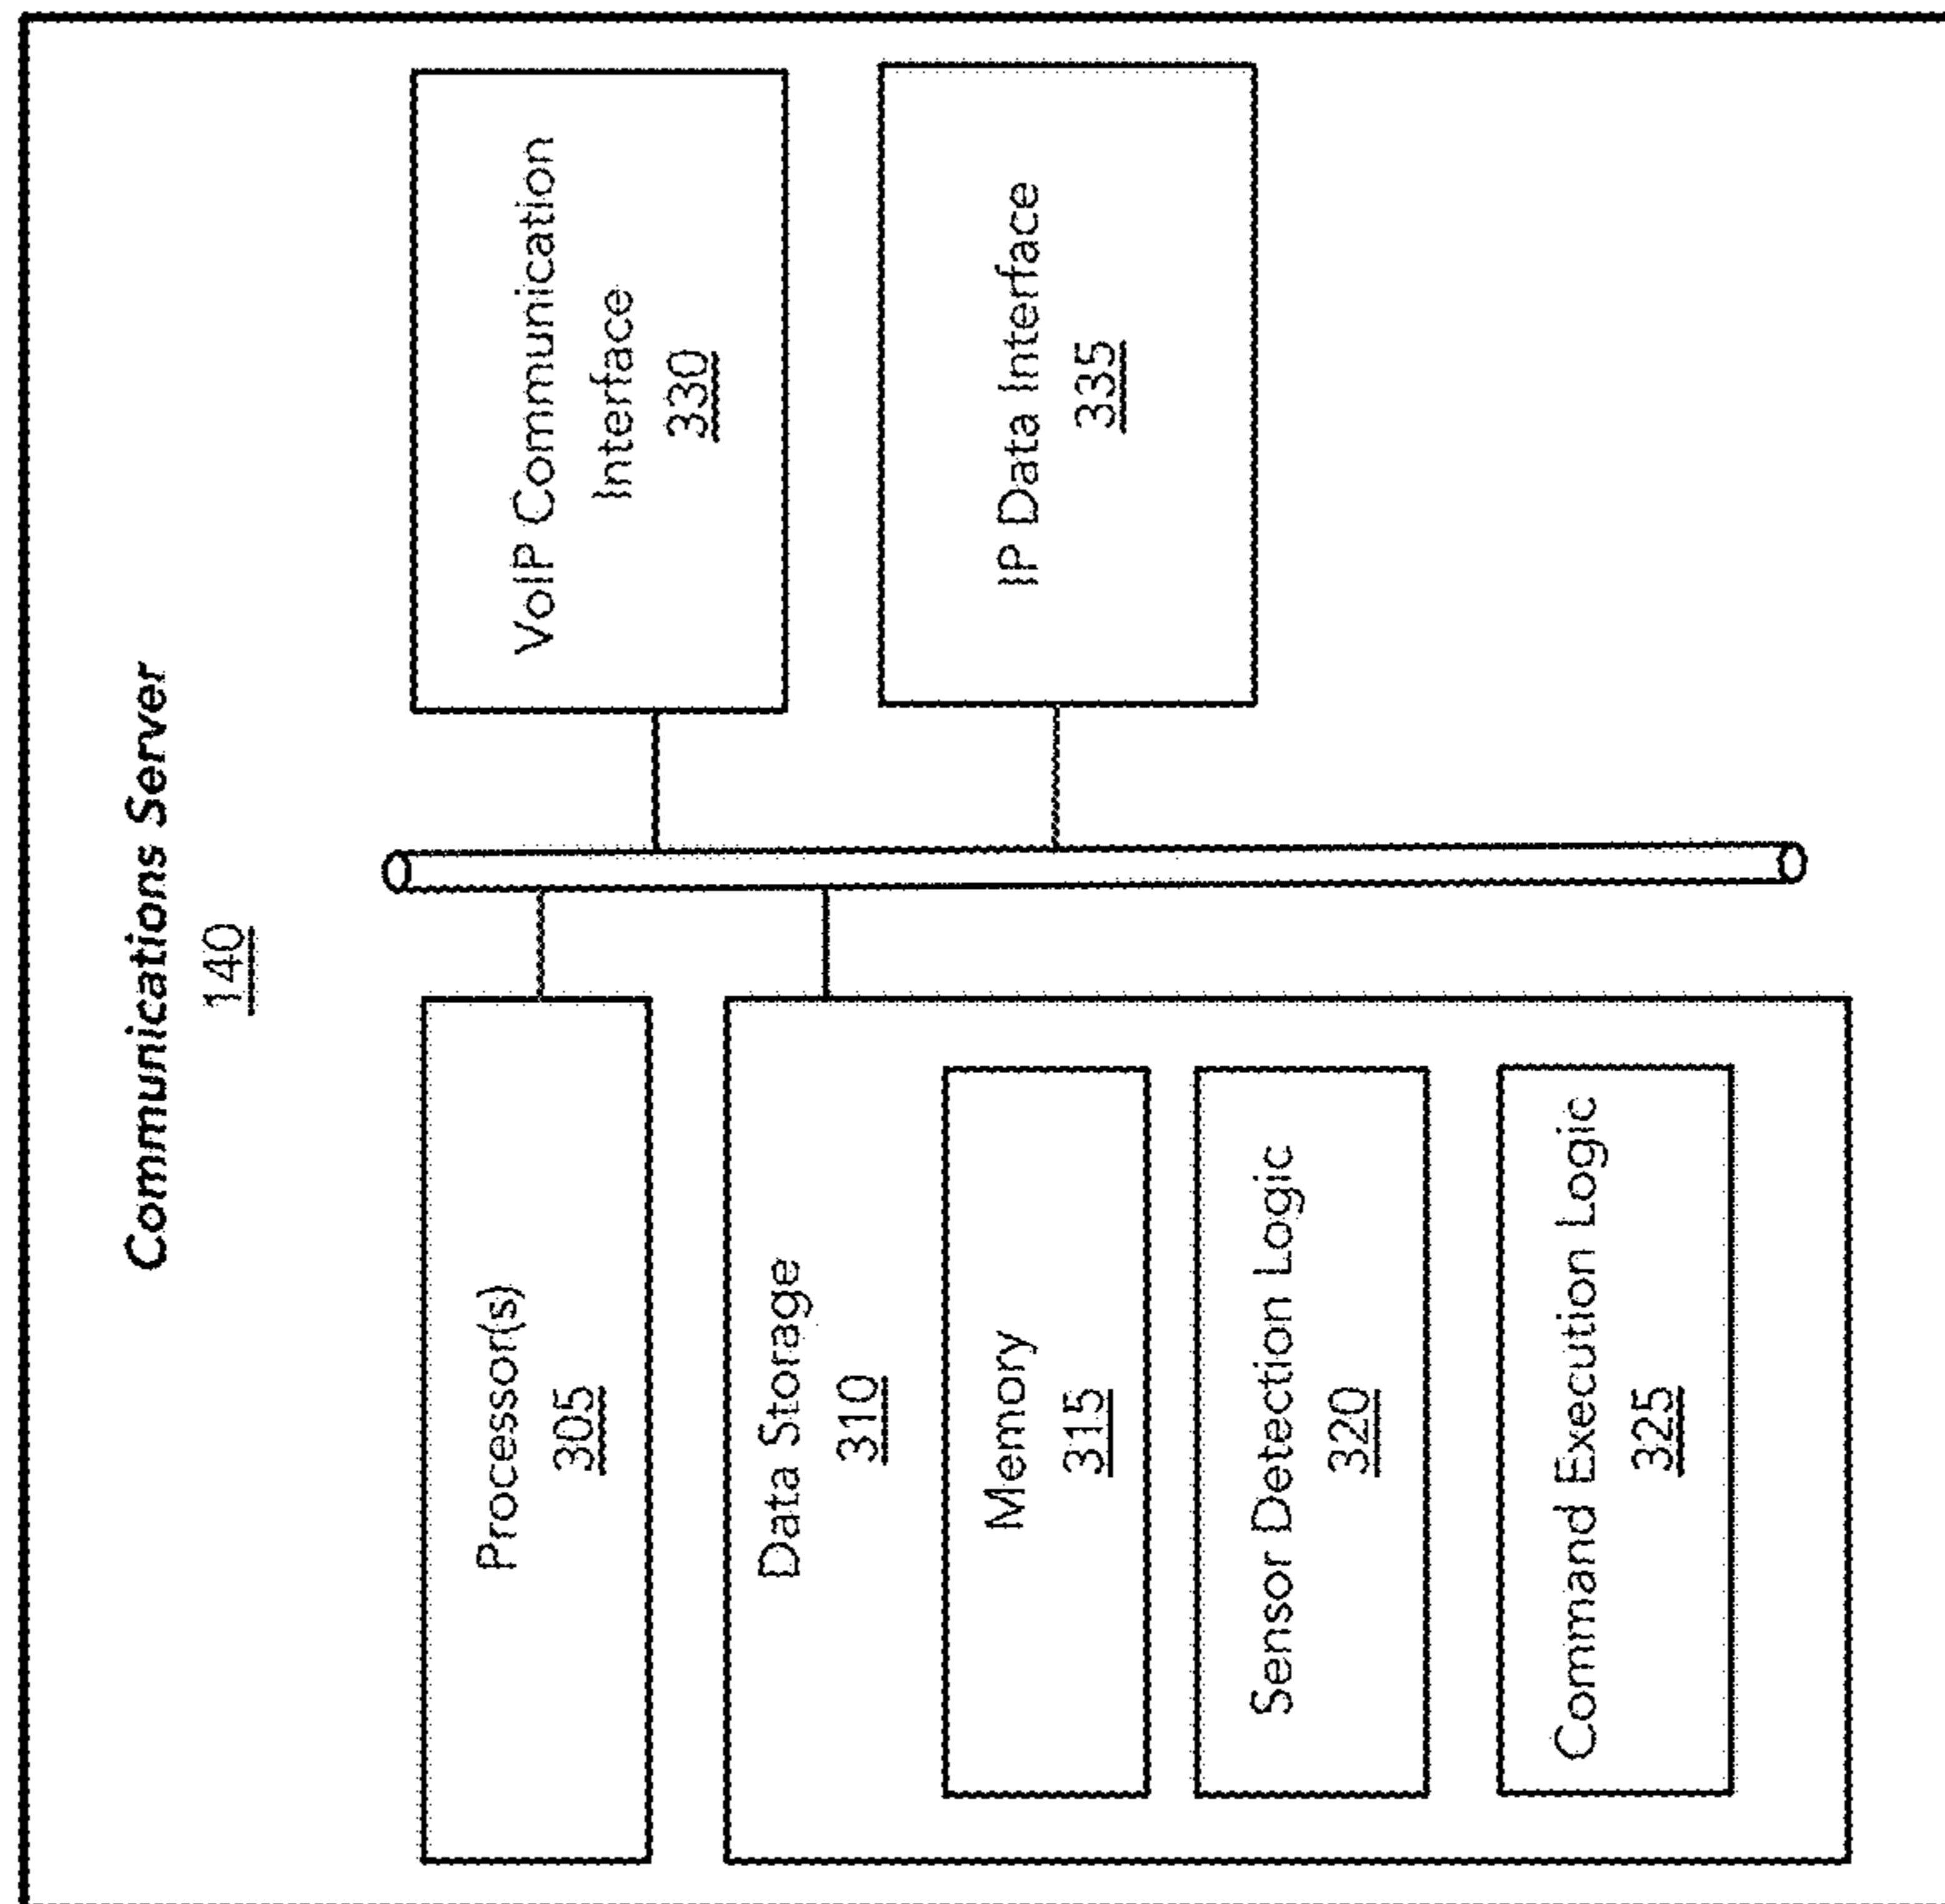 Communications Server
140
Processor(s)
305
Data Storage
310
Memory
315
Sensor Detection Logic
320
Command Execution Logic
325
VoIP Communication
Interface
330
IP Data Interface
335